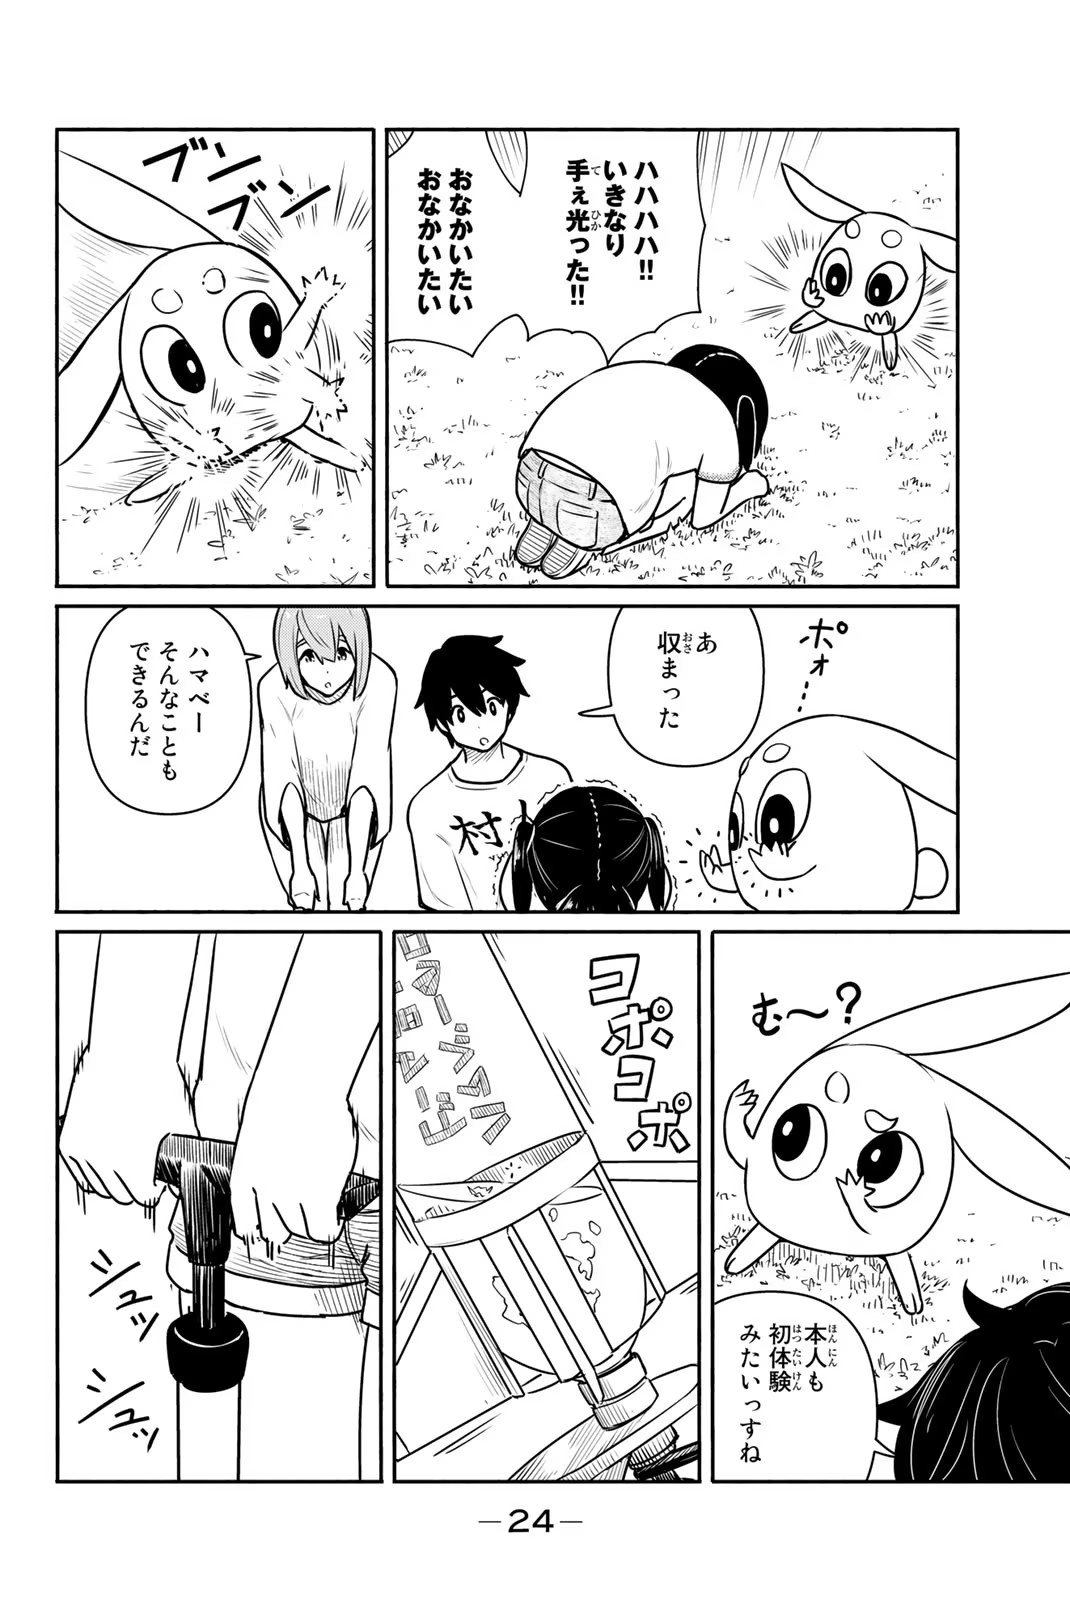 ハハハハ!!
いきなり
手ぇ光った!!
おなかいたい
おなかいたい
ブンブン
ポォ……
あ
収まった
村
ハマベー
そんなことも
できるんだ
む〜?
本人も
初体験
みたいっすね
コポコポ
シュッ
シュッ
—24—